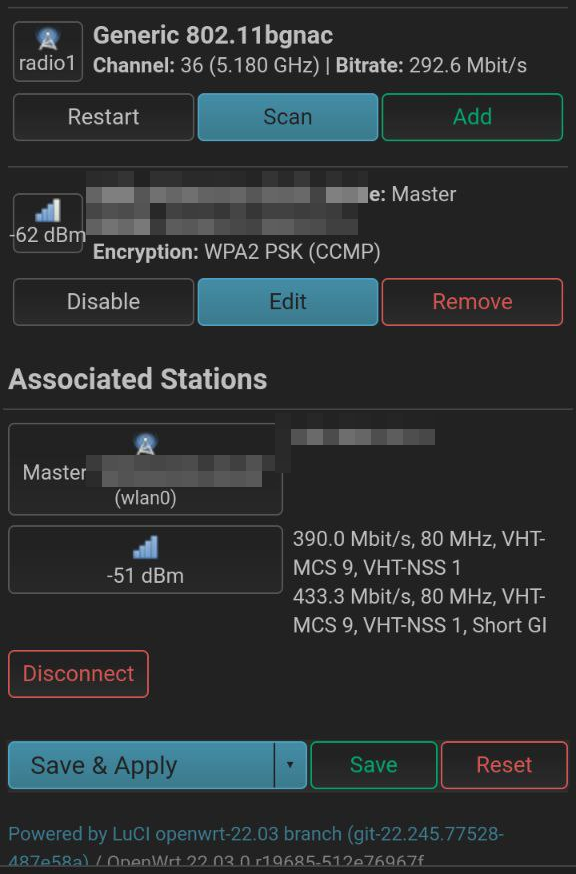 Generic 802.11bgnac
radio1
Channel: 36 (5.180 GHz) | Bitrate: 292.6 Mbit/s
Restart
Scan
Add
e: Master
-62 dBm
Encryption: WPA2 PSK (CCMP)
Disable
Edit
Remove
Associated Stations
Master
(wlan0)
-51 dBm
390.0 Mbit/s, 80 MHz, VHT-
MCS 9, VHT-NSS 1
433.3 Mbit/s, 80 MHz, VHT-
MCS 9, VHT-NSS 1, Short GI
Disconnect
Save & Apply
Save
Reset
Powered by LuCI openwrt-22.03 branch (git-22.245.77528-
487e58a) / OpenWrt 22.03.0 r19685-512e76967f